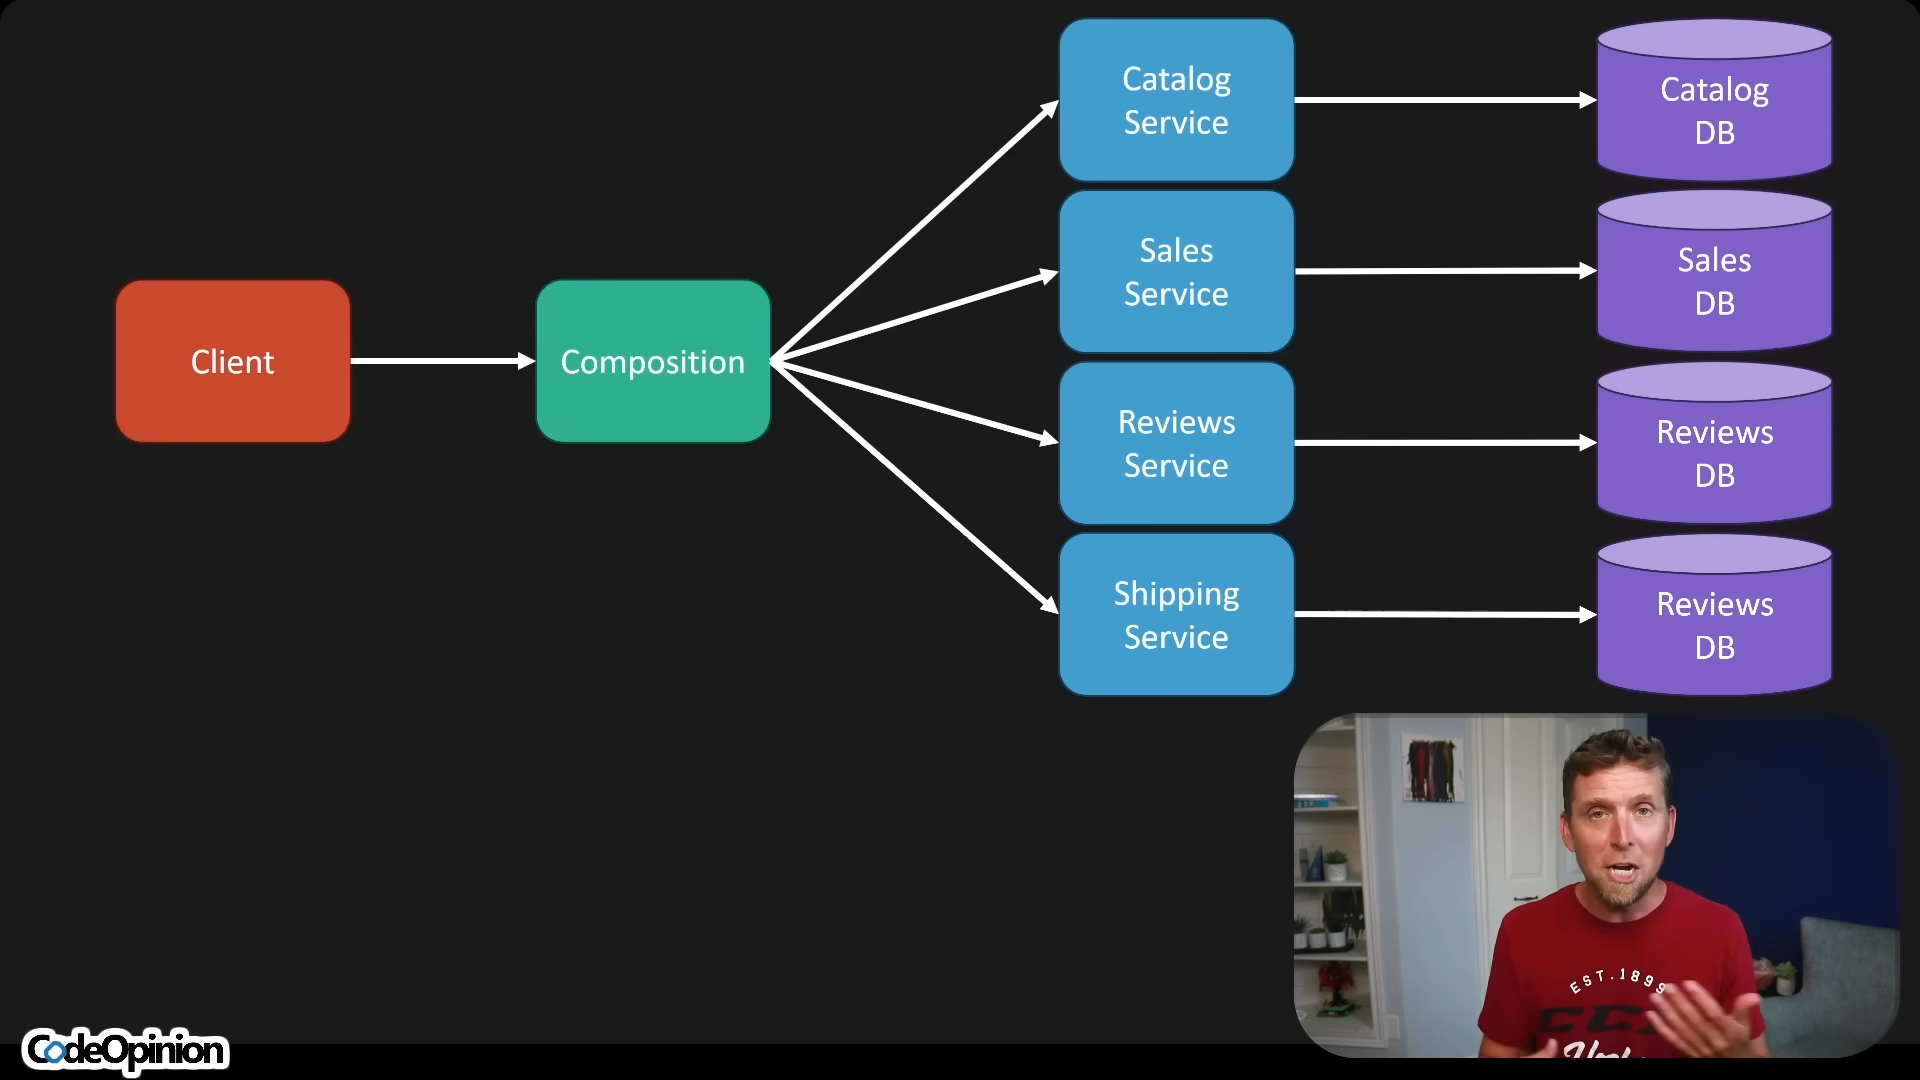 Client
Composition
Catalog
Service
Sales
Service
Reviews
Service
Shipping
Service
Catalog
DB
Sales
DB
Reviews
DB
Reviews
DB
EST.1899
CCM
CodeOpinion